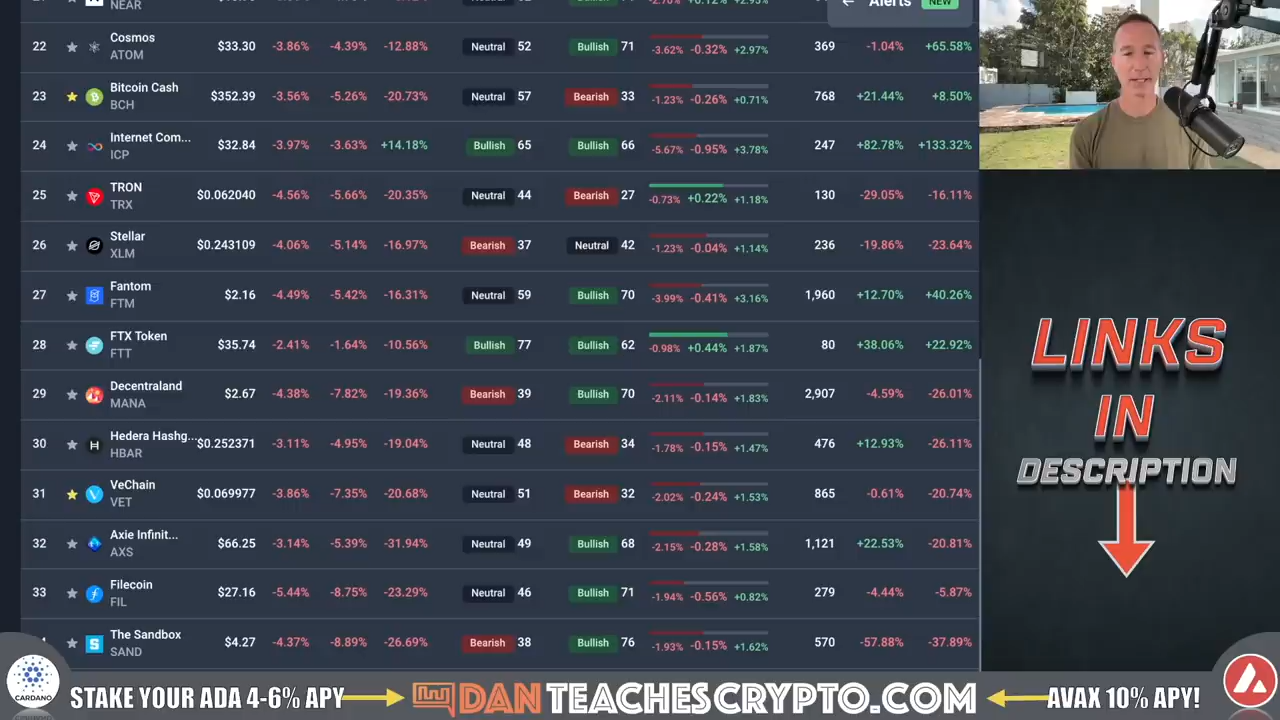 NEAR
Alerts NEW
22 Cosmos ATOM $33.30 -3.86% -4.39% -12.88% Neutral 52 Bullish 71 -3.62% -0.32% +2.97% 369 -1.04% +65.58%
23 Bitcoin Cash BCH $352.39 -3.56% -5.26% -20.73% Neutral 57 Bearish 33 -1.23% -0.26% +0.71% 768 +21.44% +8.50%
24 Internet Com... ICP $32.84 -3.97% -3.63% +14.18% Bullish 65 Bullish 66 -5.67% -0.95% +3.78% 247 +82.78% +133.32%
25 TRON TRX $0.062040 -4.56% -5.66% -20.35% Neutral 44 Bearish 27 -0.73% +0.22% +1.18% 130 -29.05% -16.11%
26 Stellar XLM $0.243109 -4.06% -5.14% -16.97% Bearish 37 Neutral 42 -1.23% -0.04% +1.14% 236 -19.86% -23.64%
27 Fantom FTM $2.16 -4.49% -5.42% -16.31% Neutral 59 Bullish 70 -3.99% -0.41% +3.16% 1,960 +12.70% +40.26%
28 FTX Token FTT $35.74 -2.41% -1.64% -10.56% Bullish 77 Bullish 62 -0.98% +0.44% +1.87% 80 +38.06% +22.92%
29 Decentraland MANA $2.67 -4.38% -7.82% -19.36% Bearish 39 Bullish 70 -2.11% -0.14% +1.83% 2,907 -4.59% -26.01%
30 Hedera Hashg... HBAR $0.252371 -3.11% -4.95% -19.04% Neutral 48 Bearish 34 -1.78% -0.15% +1.47% 476 +12.93% -26.11%
31 VeChain VET $0.069977 -3.86% -7.35% -20.68% Neutral 51 Bearish 32 -2.02% -0.24% +1.53% 865 -0.61% -20.74%
32 Axie Infinit... AXS $66.25 -3.14% -5.39% -31.94% Neutral 49 Bullish 68 -2.15% -0.28% +1.58% 1,121 +22.53% -20.81%
33 Filecoin FIL $27.16 -5.44% -8.75% -23.29% Neutral 46 Bullish 71 -1.94% -0.56% +0.82% 279 -4.44% -5.87%
The Sandbox SAND $4.27 -4.37% -8.89% -26.69% Bearish 38 Bullish 76 -1.93% -0.15% +1.62% 570 -57.88% -37.89%
LINKS
IN
DESCRIPTION
CARDANO
STAKE YOUR ADA 4-6% APY
DAN TEACHESCRYPTO.COM
AVAX 10% APY!